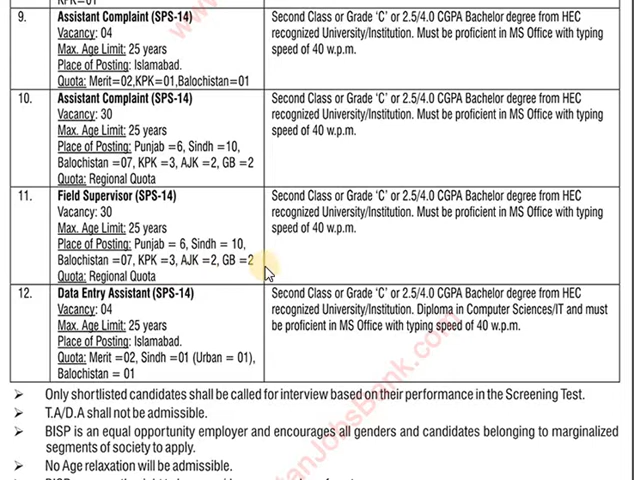 KPK=01
9. Assistant Complaint (SPS-14)
Vacancy: 04
Max. Age Limit: 25 years
Place of Posting: Islamabad.
Quota: Merit=02,KPK=01,Balochistan=01
Second Class or Grade ‘C’ or 2.5/4.0 CGPA Bachelor degree from HEC
recognized University/Institution. Must be proficient in MS Office with typing
speed of 40 w.p.m.
10. Assistant Complaint (SPS-14)
Vacancy: 30
Max. Age Limit: 25 years
Place of Posting: Punjab =6, Sindh =10,
Balochistan =07, KPK =3, AJK =2, GB =2
Quota: Regional Quota
Second Class or Grade ‘C’ or 2.5/4.0 CGPA Bachelor degree from HEC
recognized University/Institution. Must be proficient in MS Office with typing
speed of 40 w.p.m.
11. Field Supervisor (SPS-14)
Vacancy: 30
Max. Age Limit: 25 years
Place of Posting: Punjab = 6, Sindh = 10,
Balochistan =07, KPK =3, AJK =2, GB =2
Quota: Regional Quota
Second Class or Grade ‘C’ or 2.5/4.0 CGPA Bachelor degree from HEC
recognized University/Institution. Must be proficient in MS Office with typing
speed of 40 w.p.m.
12. Data Entry Assistant (SPS-14)
Vacancy: 04
Max. Age Limit: 25 years
Place of Posting: Islamabad.
Quota: Merit =02, Sindh =01 (Urban = 01),
Balochistan = 01
Second Class or Grade ‘C’ or 2.5/4.0 CGPA Bachelor degree from HEC
recognized University/Institution. Diploma in Computer Sciences/IT and must
be proficient in MS Office with typing speed of 40 w.p.m.
➢ Only shortlisted candidates shall be called for interview based on their performance in the Screening Test.
➢ T.A/D.A shall not be admissible.
➢ BISP is an equal opportunity employer and encourages all genders and candidates belonging to marginalized
segments of society to apply.
➢ No Age relaxation will be admissible.
www.
tanJobsBank.com